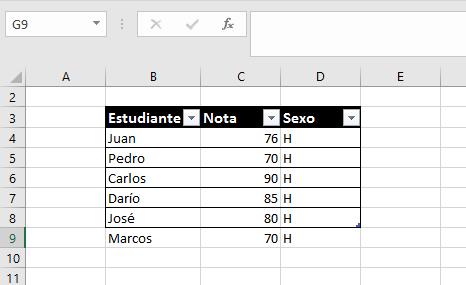 G9 fx
A B C D E
2
3 Estudiante Nota Sexo
4 Juan 76 H
5 Pedro 70 H
6 Carlos 90 H
7 Darío 85 H
8 José 80 H
9 Marcos 70 H
10
11